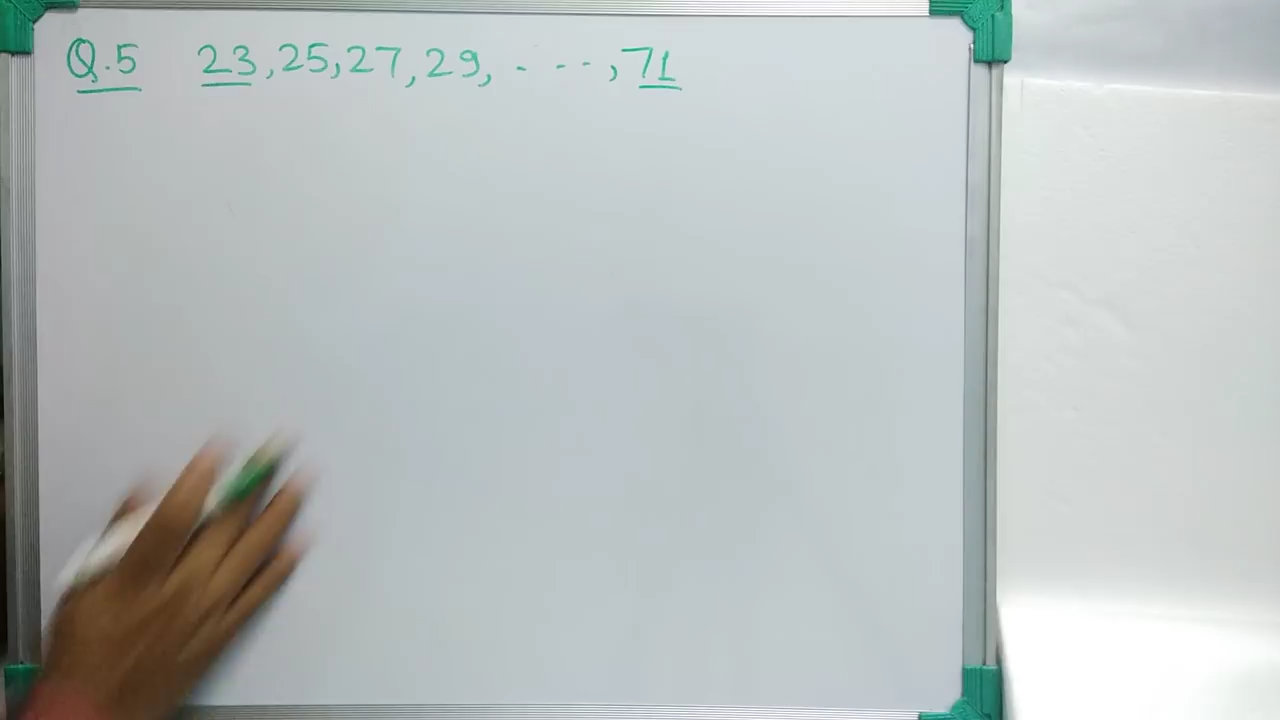 Q.5 23, 25, 27, 29, . - - -, 71